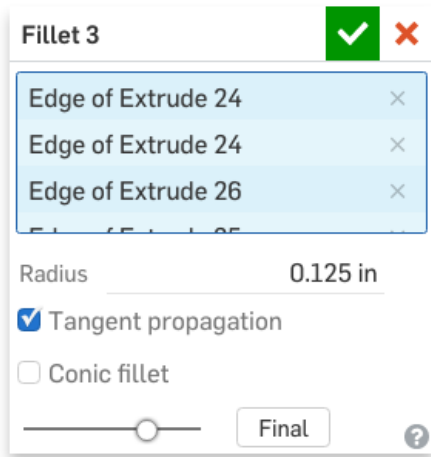 Fillet 3
Edge of Extrude 24
Edge of Extrude 24
Edge of Extrude 26
Radius 0.125 in
Tangent propagation
Conic fillet
Final
?